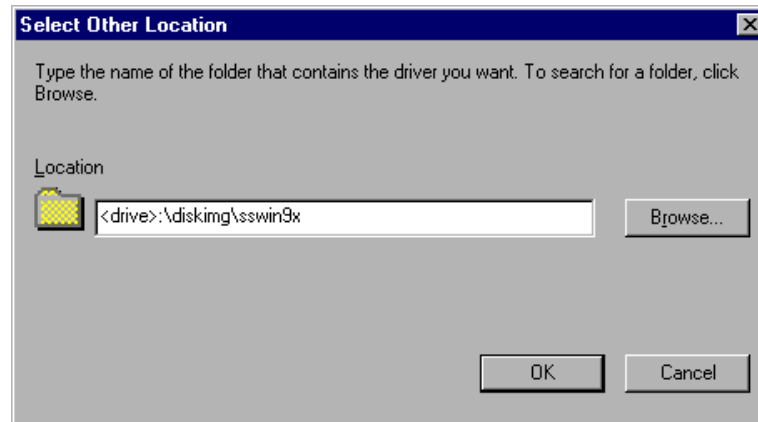 Select Other Location
Type the name of the folder that contains the driver you want. To search for a folder, click
Browse.
Location
<drive>:\diskimg\sswin9x
Browse...
OK
Cancel